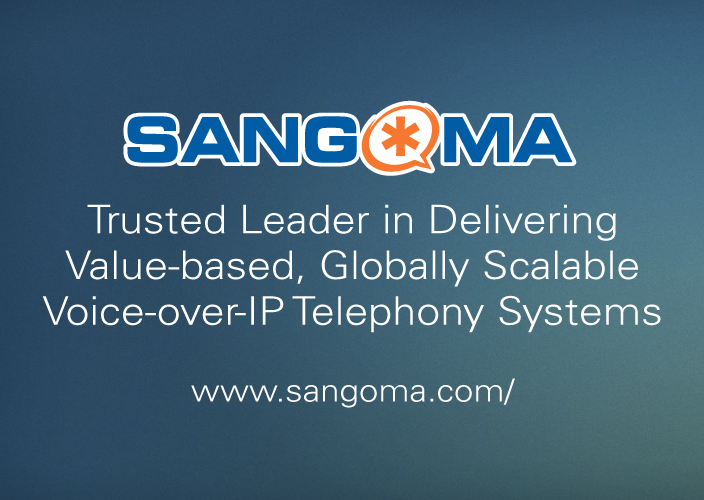 SANGOMA
Trusted Leader in Delivering
Value-based, Globally Scalable
Voice-over-IP Telephony Systems
www.sangoma.com/